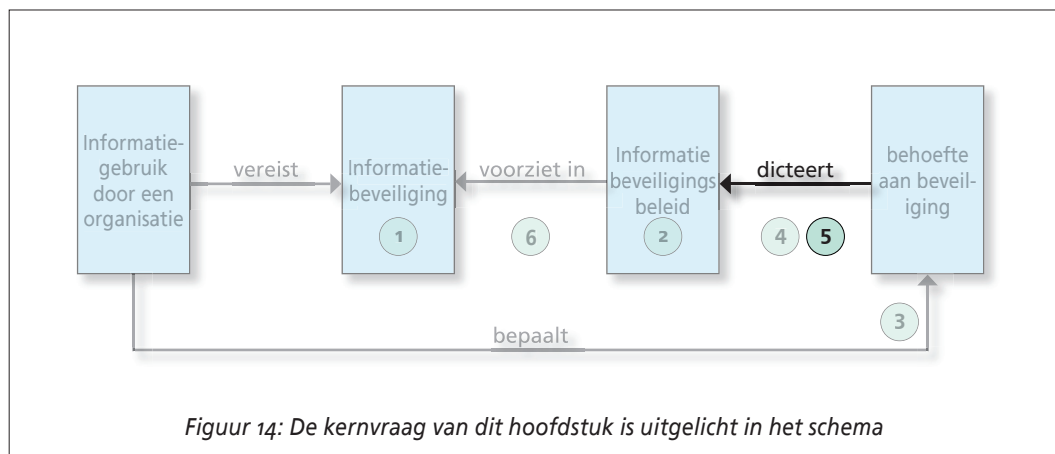 Informatie-
gebruik
door een
organisatie
vereist
Informatie-
beveiliging
1
voorziet in
6
Informatie
beveiligings
beleid
2
dicteert
4 5
behoefte
aan beveil-
iging
3
bepaalt
Figuur 14: De kernvraag van dit hoofdstuk is uitgelicht in het schema